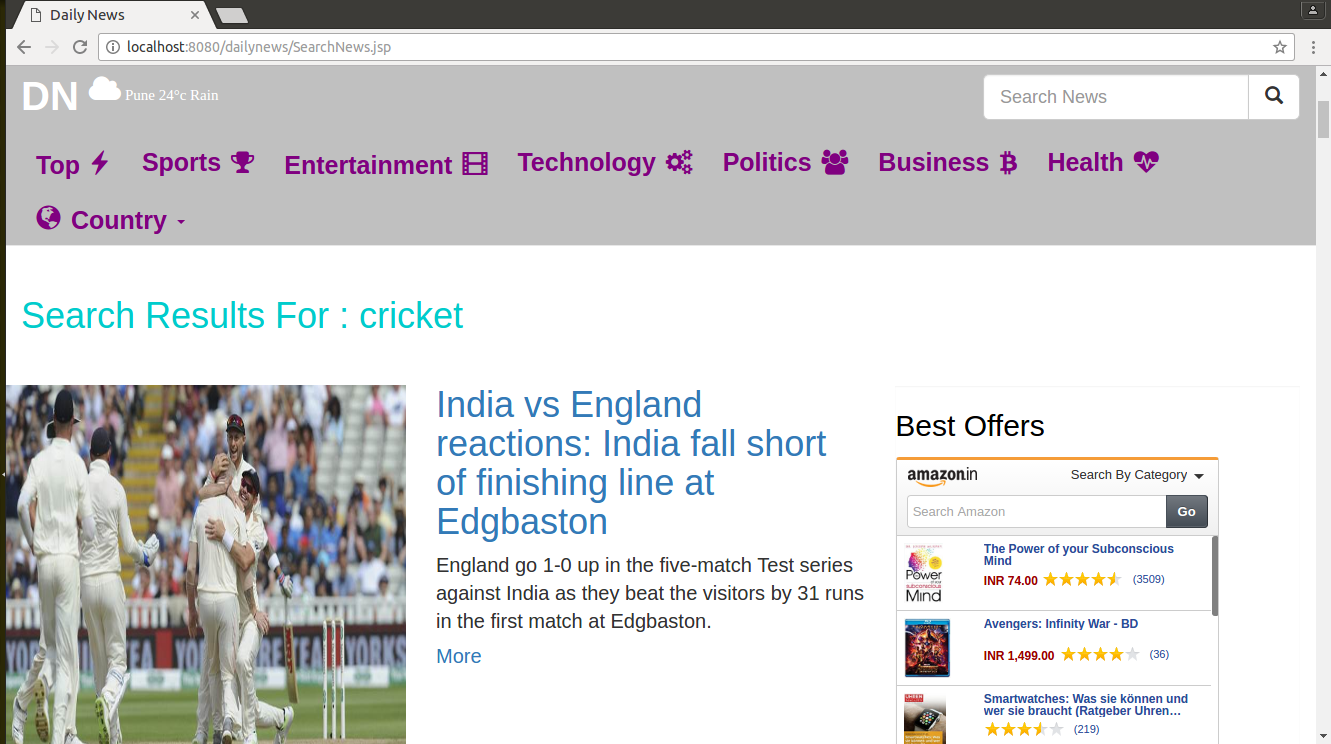 Daily News
localhost:8080/dailynews/SearchNews.jsp
DN Pune 24°c Rain
Search News
Top Sports Entertainment Technology Politics Business Health
Country
Search Results For : cricket
India vs England
reactions: India fall short
of finishing line at
Edgbaston
England go 1-0 up in the five-match Test series
against India as they beat the visitors by 31 runs
in the first match at Edgbaston.
More
YORKS
Best Offers
amazon.in Search By Category
Search Amazon Go
Power
Mind
The Power of your Subconscious
Mind
INR 74.00 (3509)
Avengers: Infinity War - BD
INR 1,499.00 (36)
UHREN
Smartwatches: Was sie können und
wer sie braucht (Ratgeber Uhren…
(219)